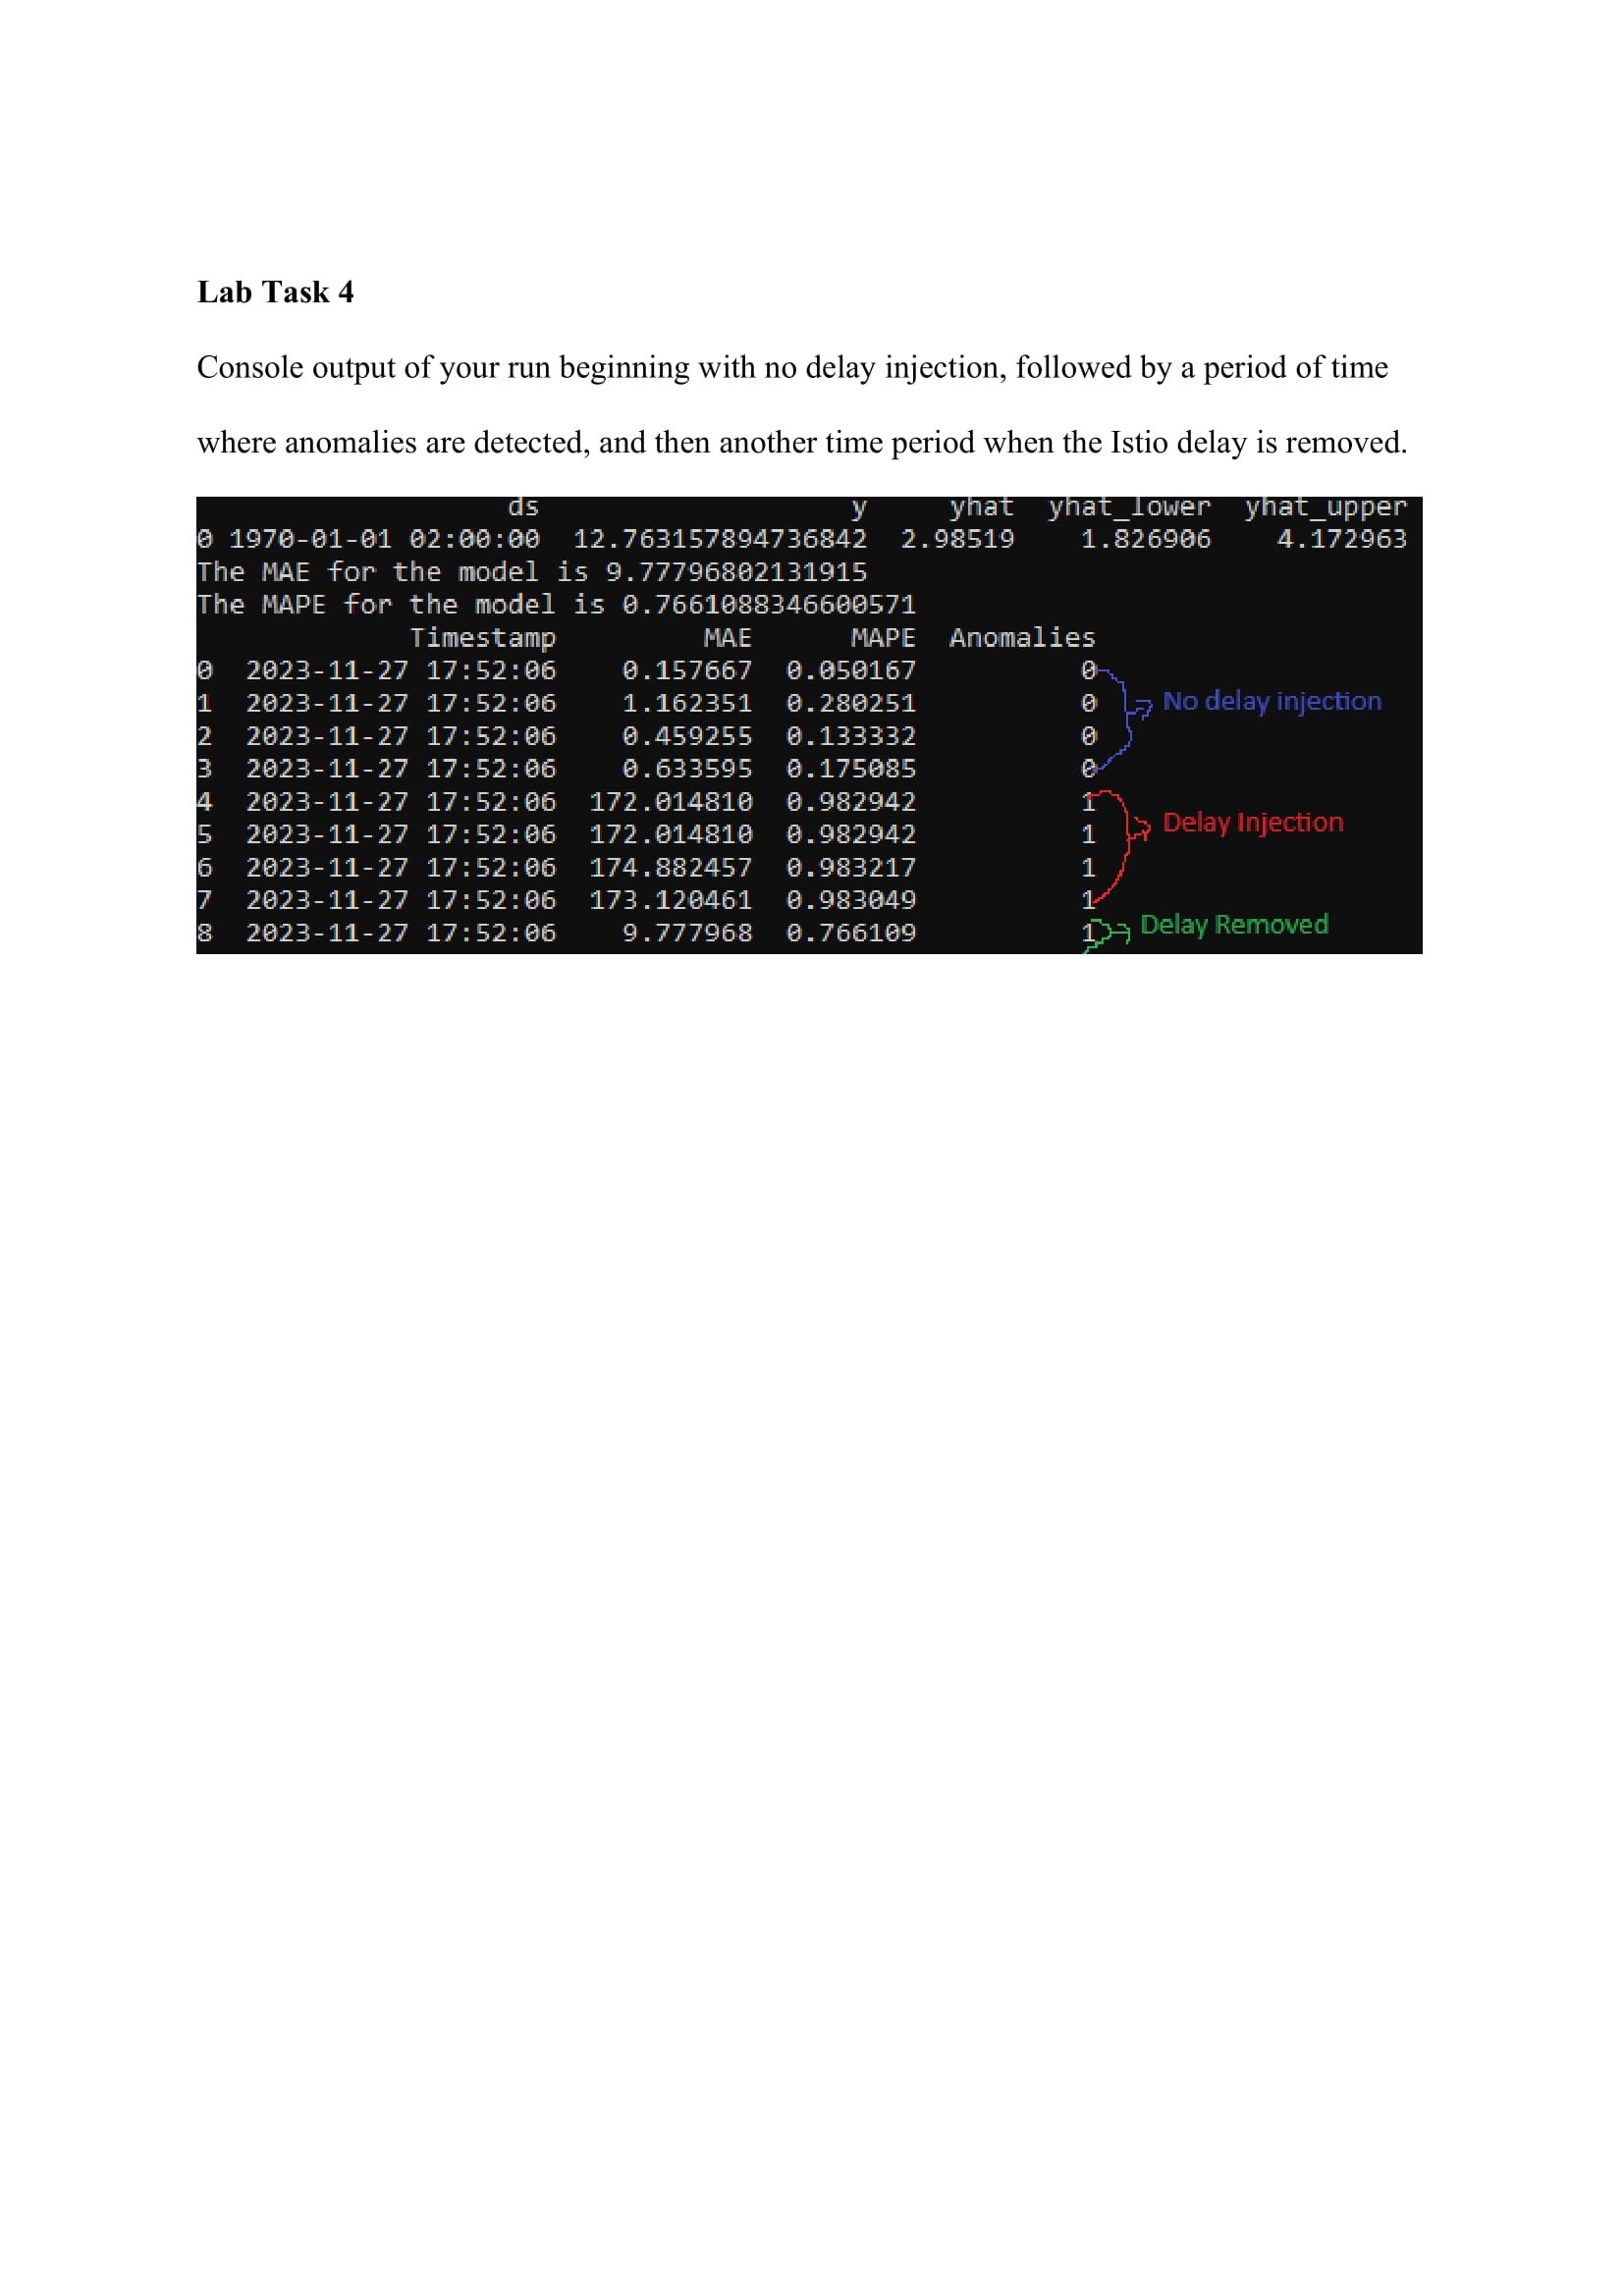 Lab Task 4
Console output of your run beginning with no delay injection, followed by a period of time
where anomalies are detected, and then another time period when the Istio delay is removed.
ds y yhat yhat_lower yhat_upper
0 1970-01-01 02:00:00 12.763157894736842 2.98519 1.826906 4.172963
The MAE for the model is 9.77796802131915
The MAPE for the model is 0.7661088346600571
Timestamp MAE MAPE Anomalies
0 2023-11-27 17:52:06 0.157667 0.050167 0
1 2023-11-27 17:52:06 1.162351 0.280251 0 No delay injection
2 2023-11-27 17:52:06 0.459255 0.133332 0
3 2023-11-27 17:52:06 0.633595 0.175085 0
4 2023-11-27 17:52:06 172.014810 0.982942 1
5 2023-11-27 17:52:06 172.014810 0.982942 1 Delay Injection
6 2023-11-27 17:52:06 174.882457 0.983217 1
7 2023-11-27 17:52:06 173.120461 0.983049 1
8 2023-11-27 17:52:06 9.777968 0.766109 1 Delay Removed